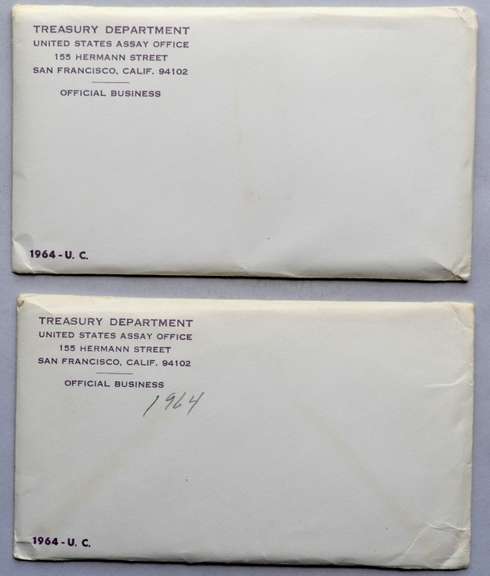 TREASURY DEPARTMENT
UNITED STATES ASSAY OFFICE
155 HERMANN STREET
SAN FRANCISCO, CALIF. 94102
OFFICIAL BUSINESS
1964 - U. C.
TREASURY DEPARTMENT
UNITED STATES ASSAY OFFICE
155 HERMANN STREET
SAN FRANCISCO, CALIF. 94102
OFFICIAL BUSINESS
1964
1964 - U. C.